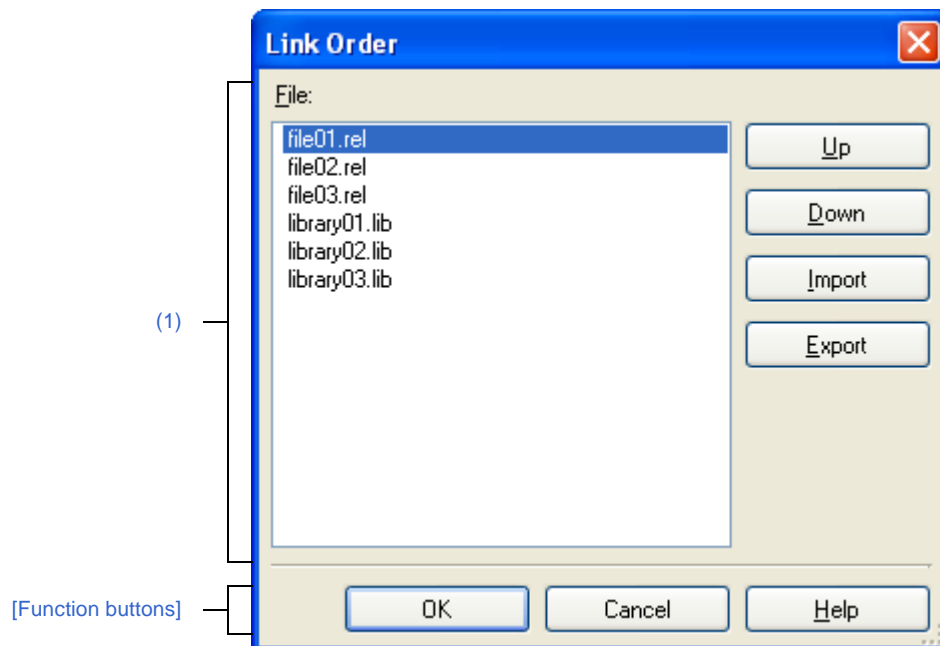 Link Order
File:
file01.rel
file02.rel
file03.rel
library01.lib
library02.lib
library03.lib
Up
Down
Import
Export
(1)
[Function buttons]
OK
Cancel
Help